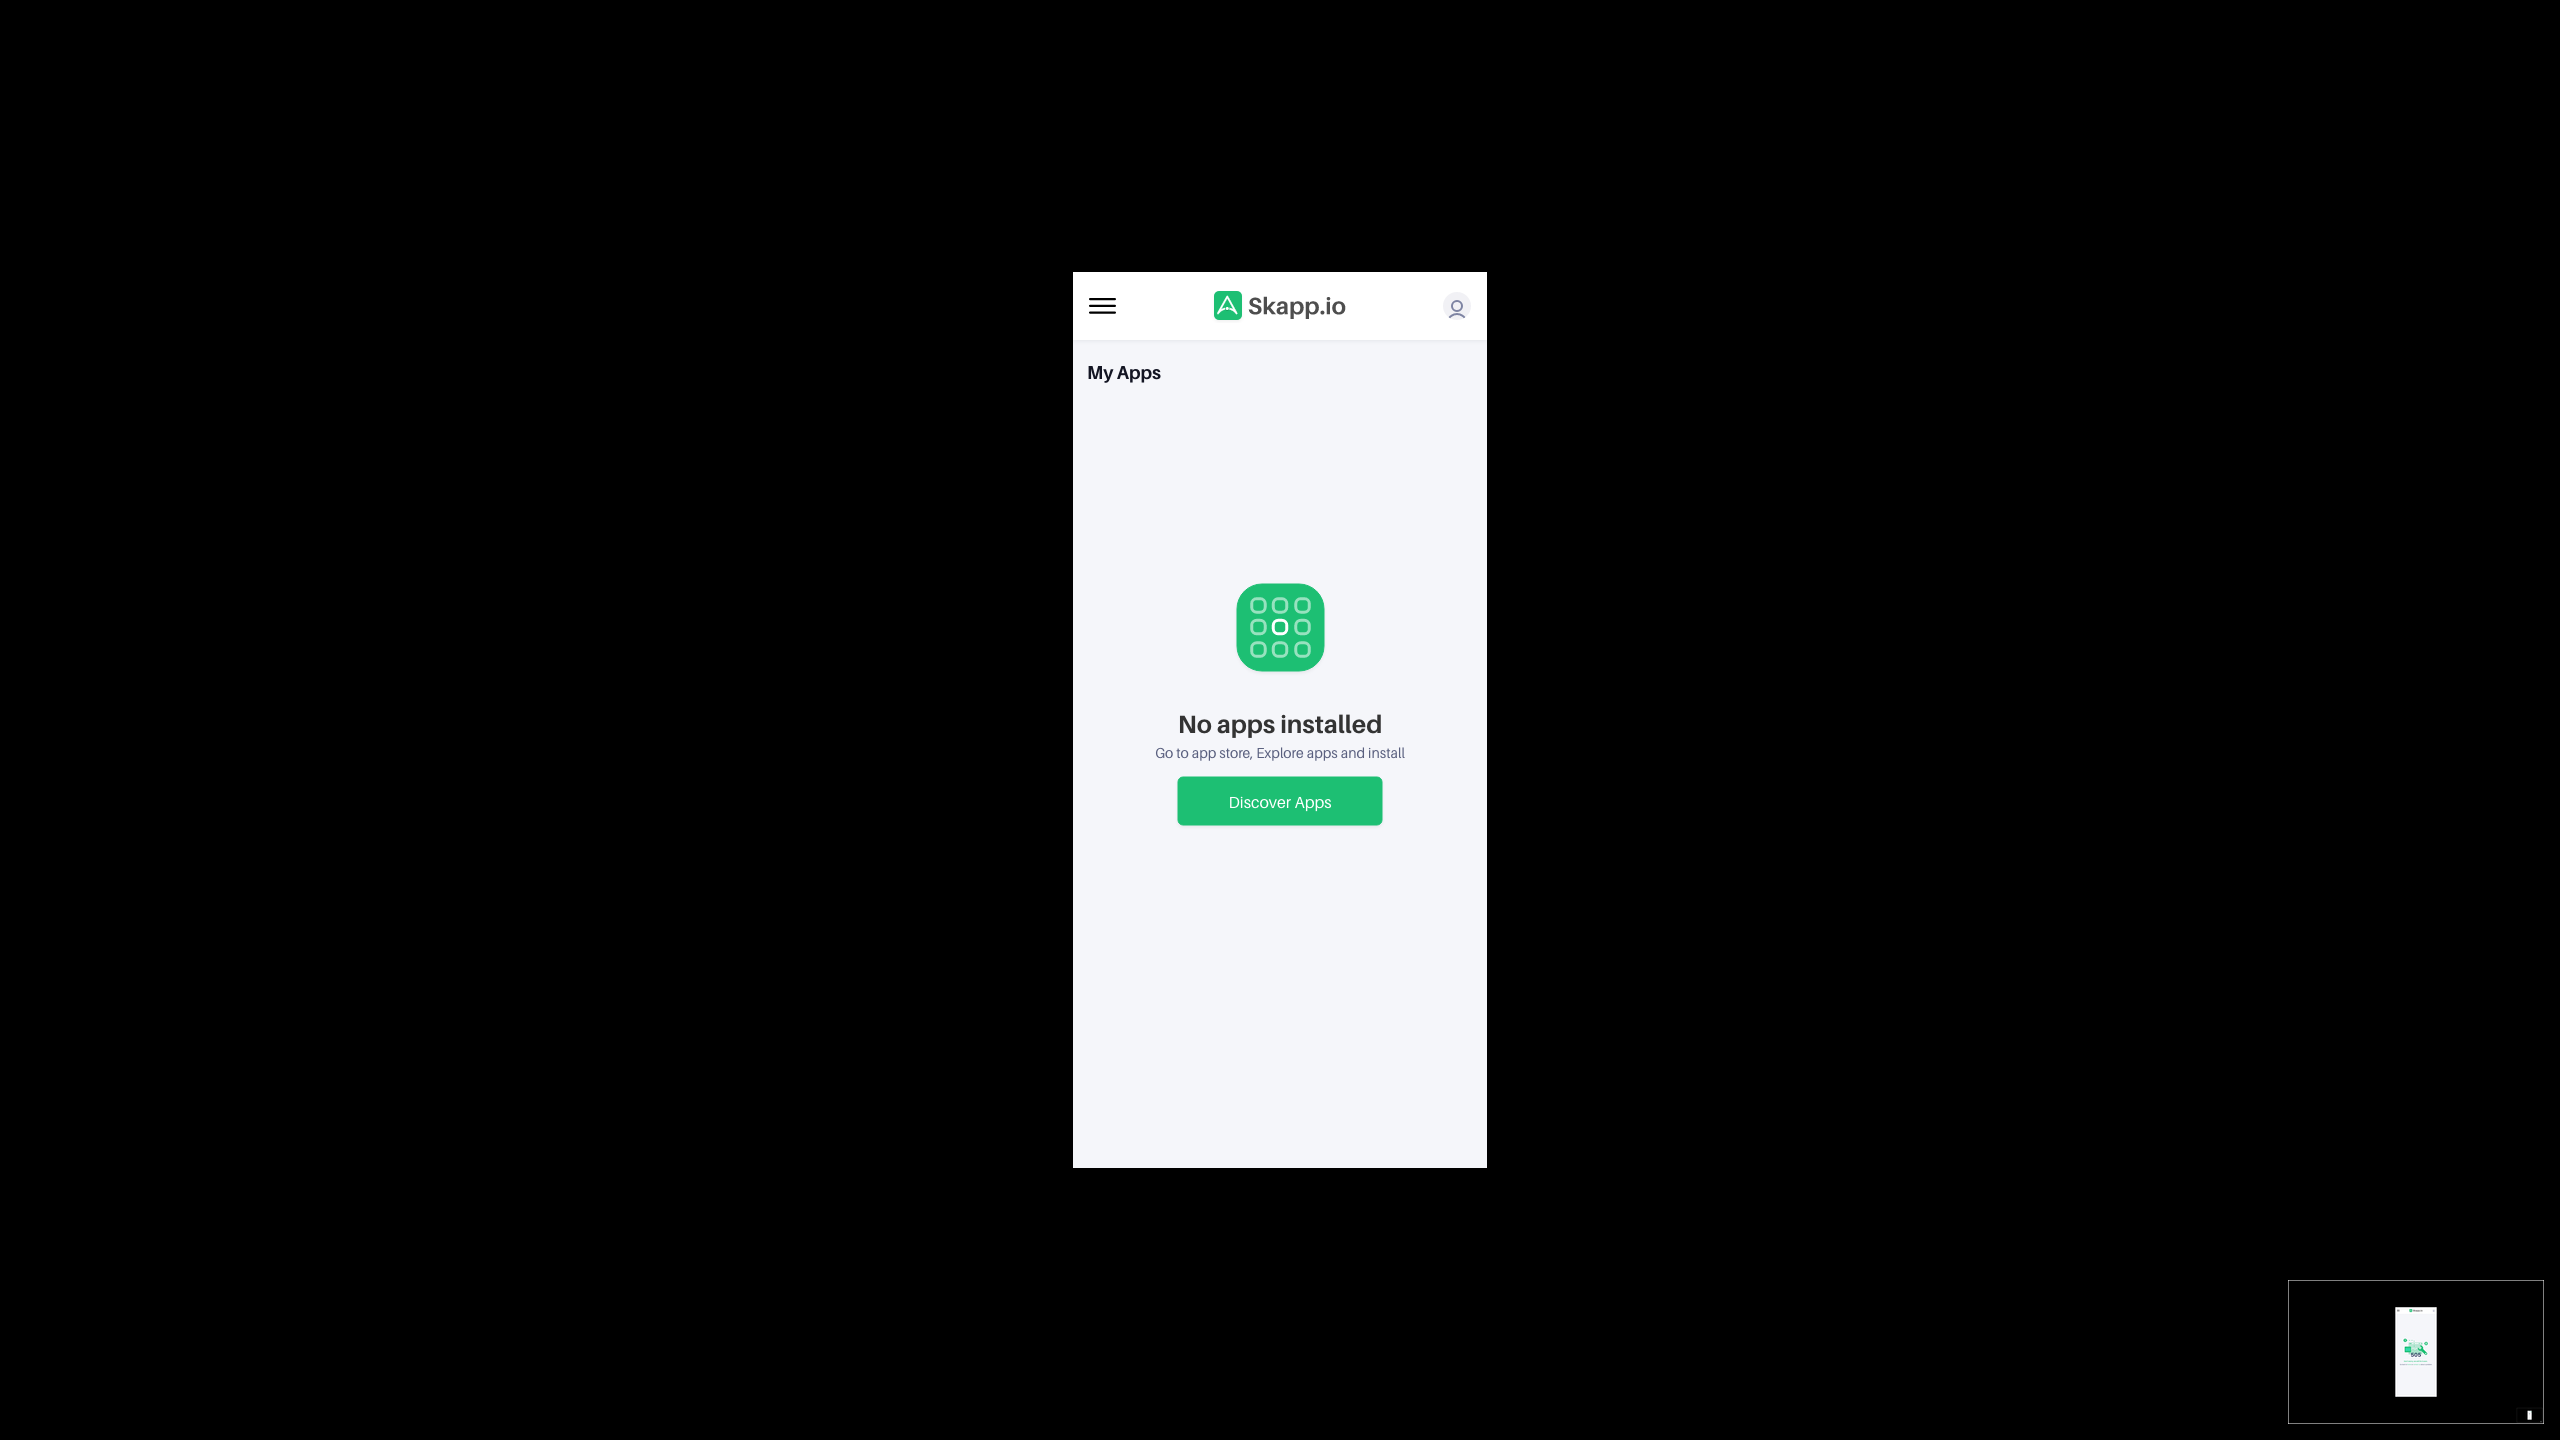 Skapp.io
My Apps
No apps installed
Go to app store, Explore apps and install
Discover Apps